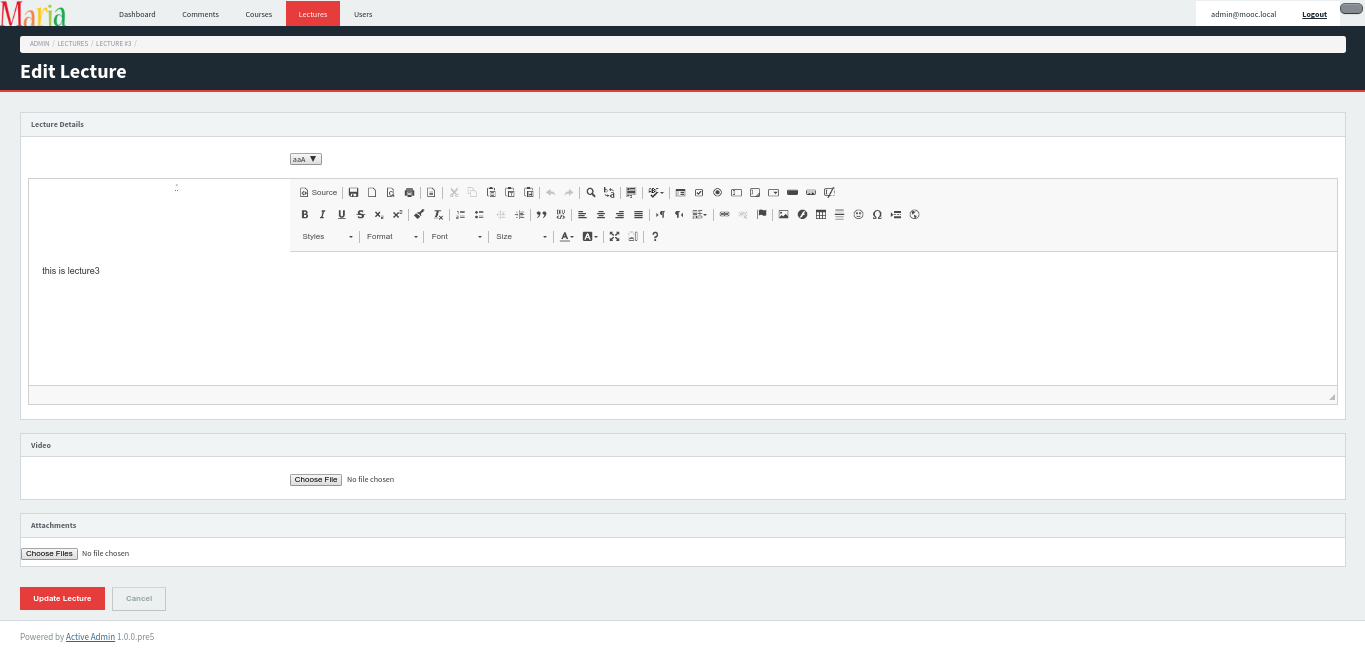 Maria
Dashboard Comments Courses Lectures Users admin@mooc.local Logout
ADMIN / LECTURES / LECTURE #3 /
Edit Lecture
Lecture Details
aaA ▼
Source
Styles Format Font Size
this is lecture3
Video
Choose File No file chosen
Attachments
Choose Files No file chosen
Update Lecture Cancel
Powered by Active Admin 1.0.0.pre5